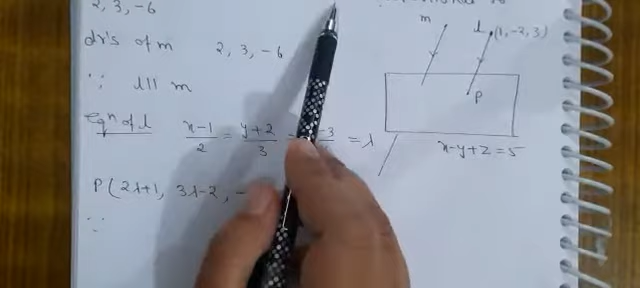 2, 3, -6
m
l (1, -2, 3)
dr's of m 2, 3, -6
∵ l || m
P
Eqn of l x-1/2 = y+2/3 = -3 = λ
x-y+z=5
P(2λ+1, 3λ-2, -
∵